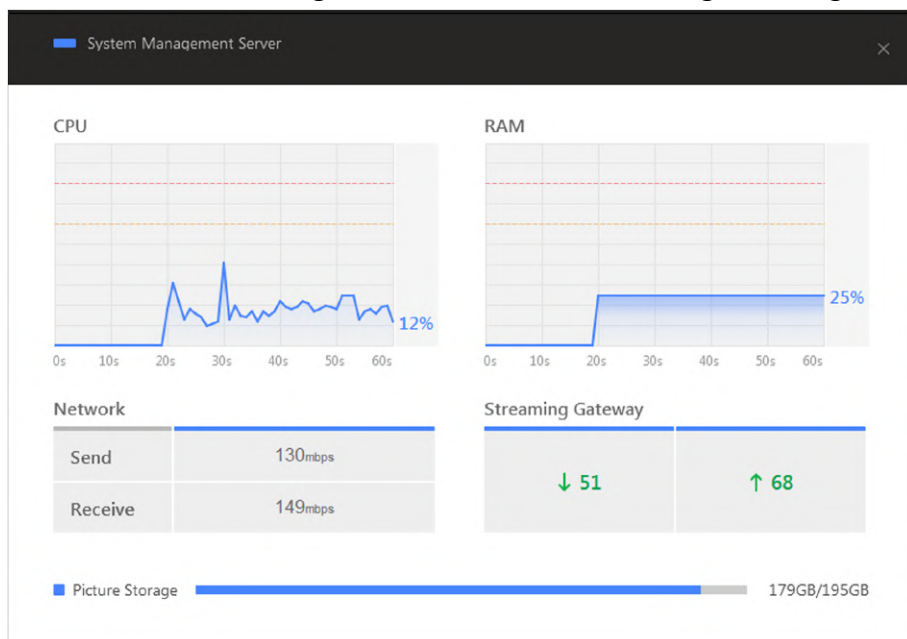 System Management Server
CPU
RAM
12%
25%
0s 10s 20s 30s 40s 50s 60s
0s 10s 20s 30s 40s 50s 60s
Network
Streaming Gateway
Send 130mbps
↓ 51 ↑ 68
Receive 149mbps
Picture Storage 179GB/195GB